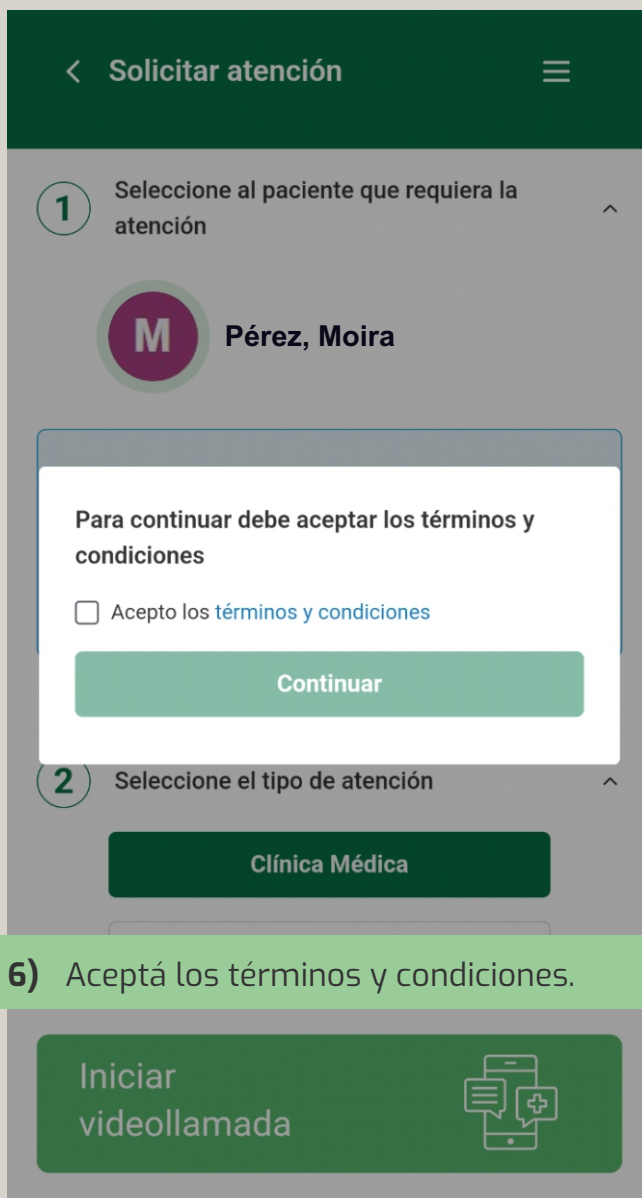 Solicitar atención
1
Seleccione al paciente que requiera la
atención
M
Pérez, Moira
Para continuar debe aceptar los términos y
condiciones
Acepto los términos y condiciones
Continuar
2
Seleccione el tipo de atención
Clínica Médica
6) Aceptá los términos y condiciones.
Iniciar
videollamada